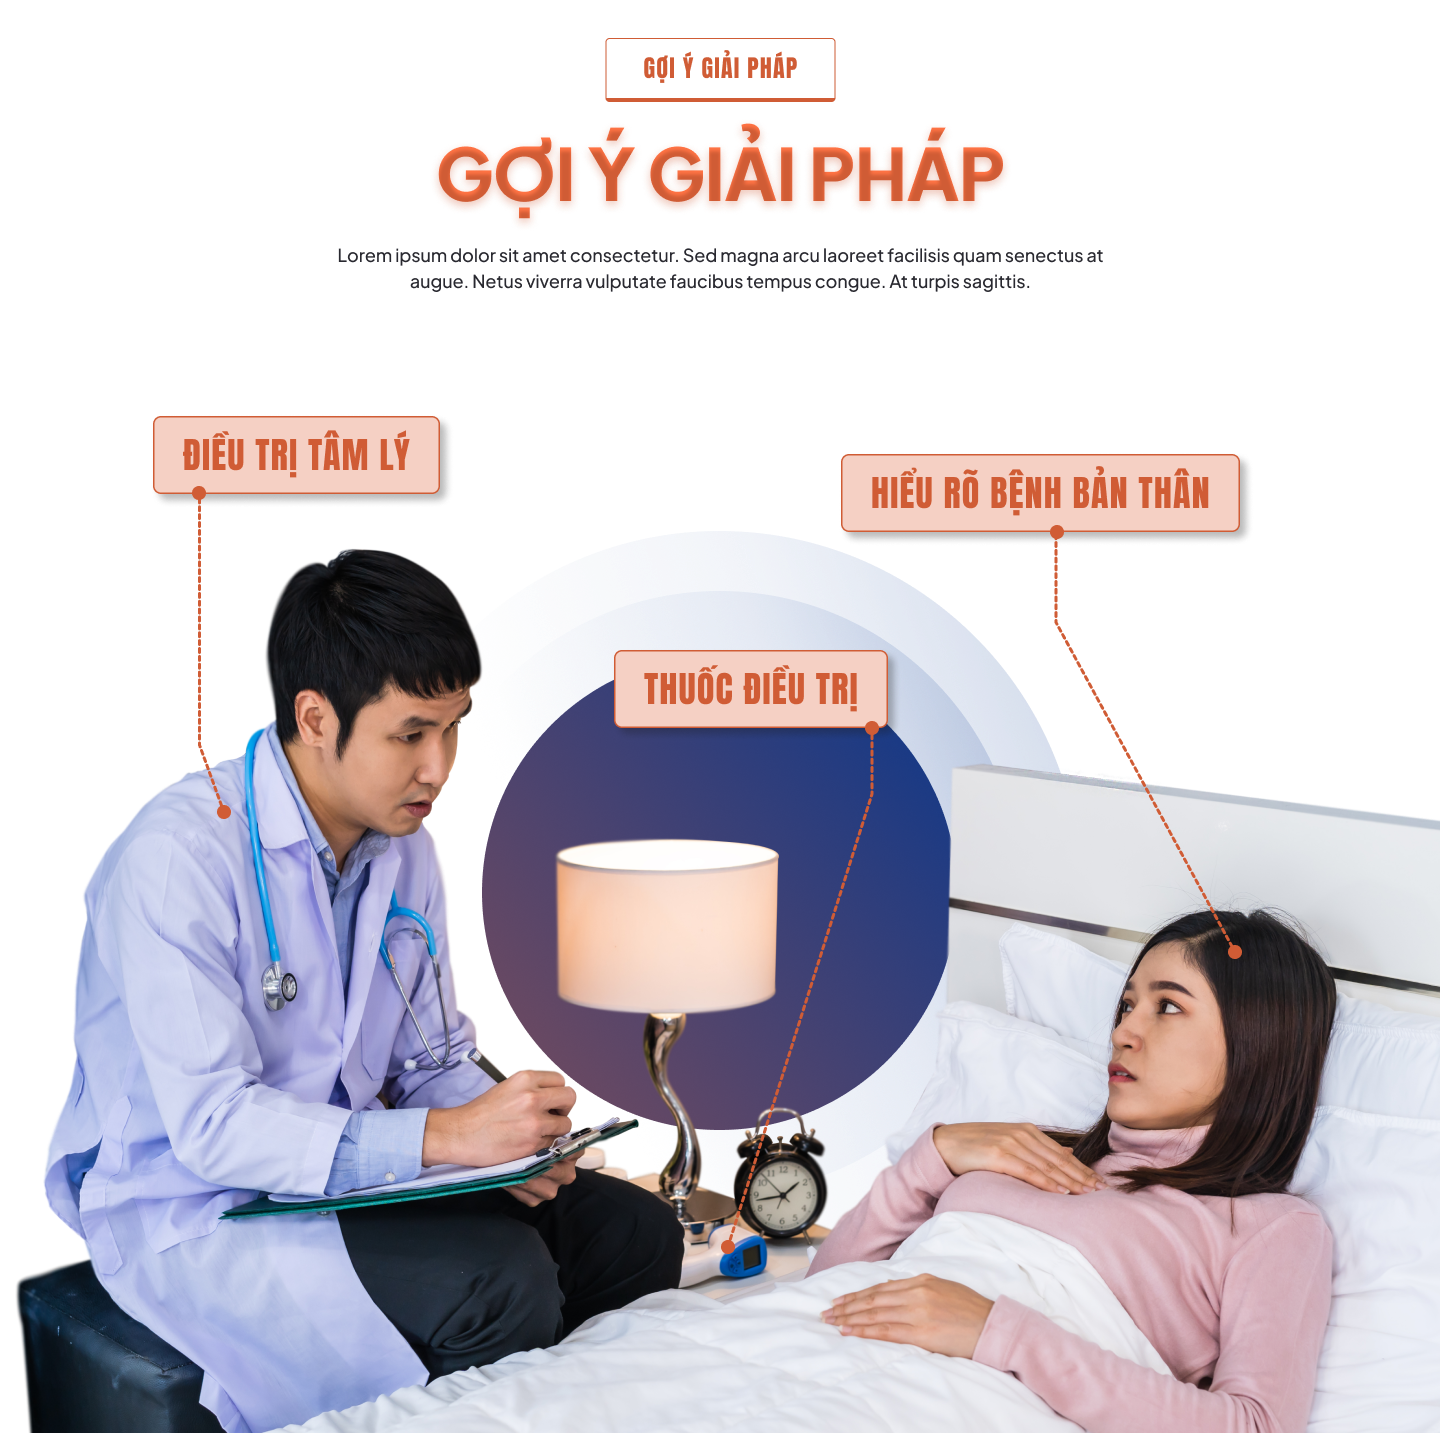 GỢI Ý GIẢI PHÁP
GỢI Ý GIẢI PHÁP
Lorem ipsum dolor sit amet consectetur. Sed magna arcu laoreet facilisis quam senectus at
augue. Netus viverra vulputate faucibus tempus congue. At turpis sagittis.
ĐIỀU TRỊ TÂM LÝ
HIỂU RÕ BỆNH BẢN THÂN
THUỐC ĐIỀU TRỊ